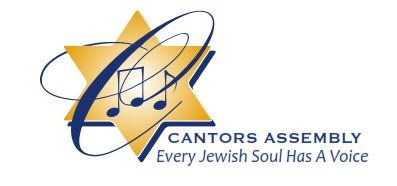 CANTORS ASSEMBLY
Every Jewish Soul Has A Voice